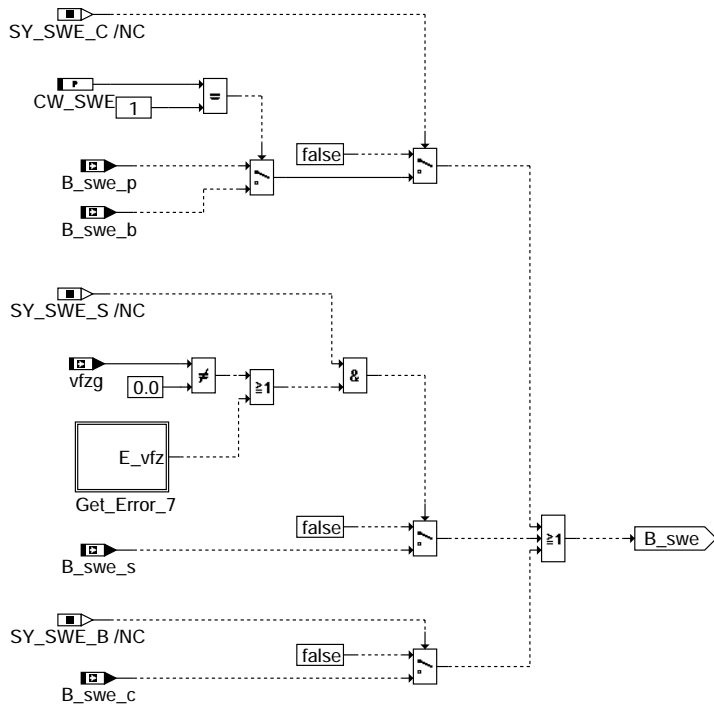 SY_SWE_C /NC
P
CW_SWE
1
=
false
B_swe_p
B_swe_b
SY_SWE_S /NC
vfzg
0.0
≠
≧1
&
E_vfz
Get_Error_7
false
B_swe_s
≧1
B_swe
SY_SWE_B /NC
false
B_swe_c